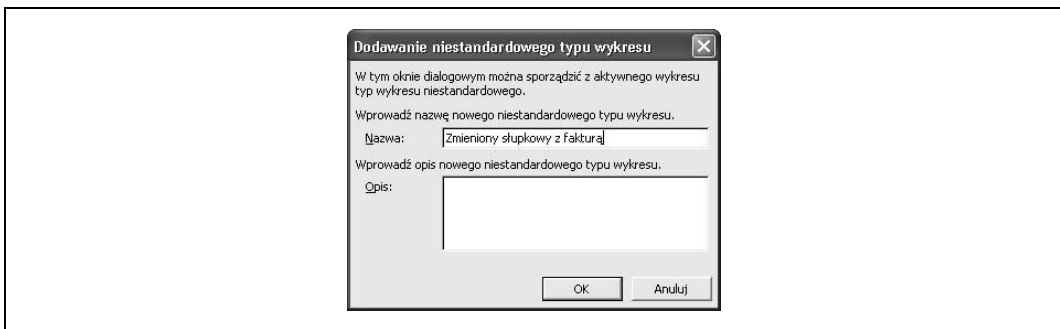 Dodawanie niestandardowego typu wykresu
W tym oknie dialogowym można sporządzić z aktywnego wykresu
typ wykresu niestandardowego.
Wprowadź nazwę nowego niestandardowego typu wykresu.
Nazwa: Zmieniony słupkowy z fakturą
Wprowadź opis nowego niestandardowego typu wykresu.
Opis:
OK Anuluj